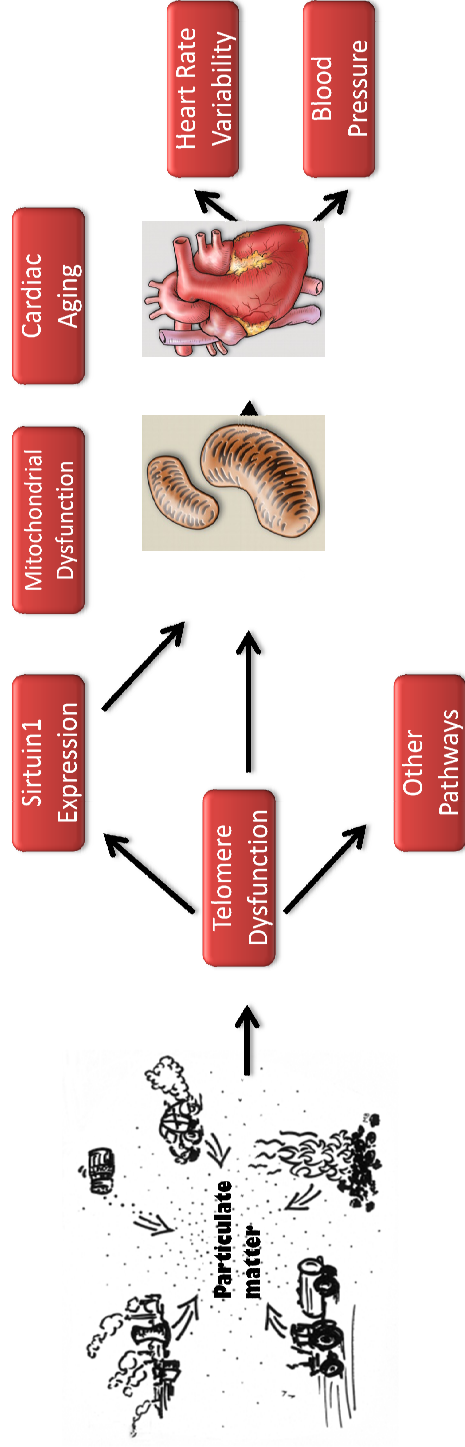 Particulate
matter
Telomere
Dysfunction
Sirtuin1
Expression
Other
Pathways
Mitochondrial
Dysfunction
Cardiac
Aging
Heart Rate
Variability
Blood
Pressure